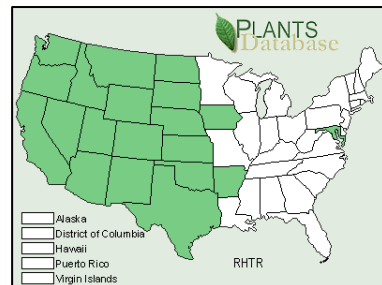 PLANTS
Database
Alaska
District of Columbia
Hawaii
Puerto Rico
Virgin Islands
RHTR